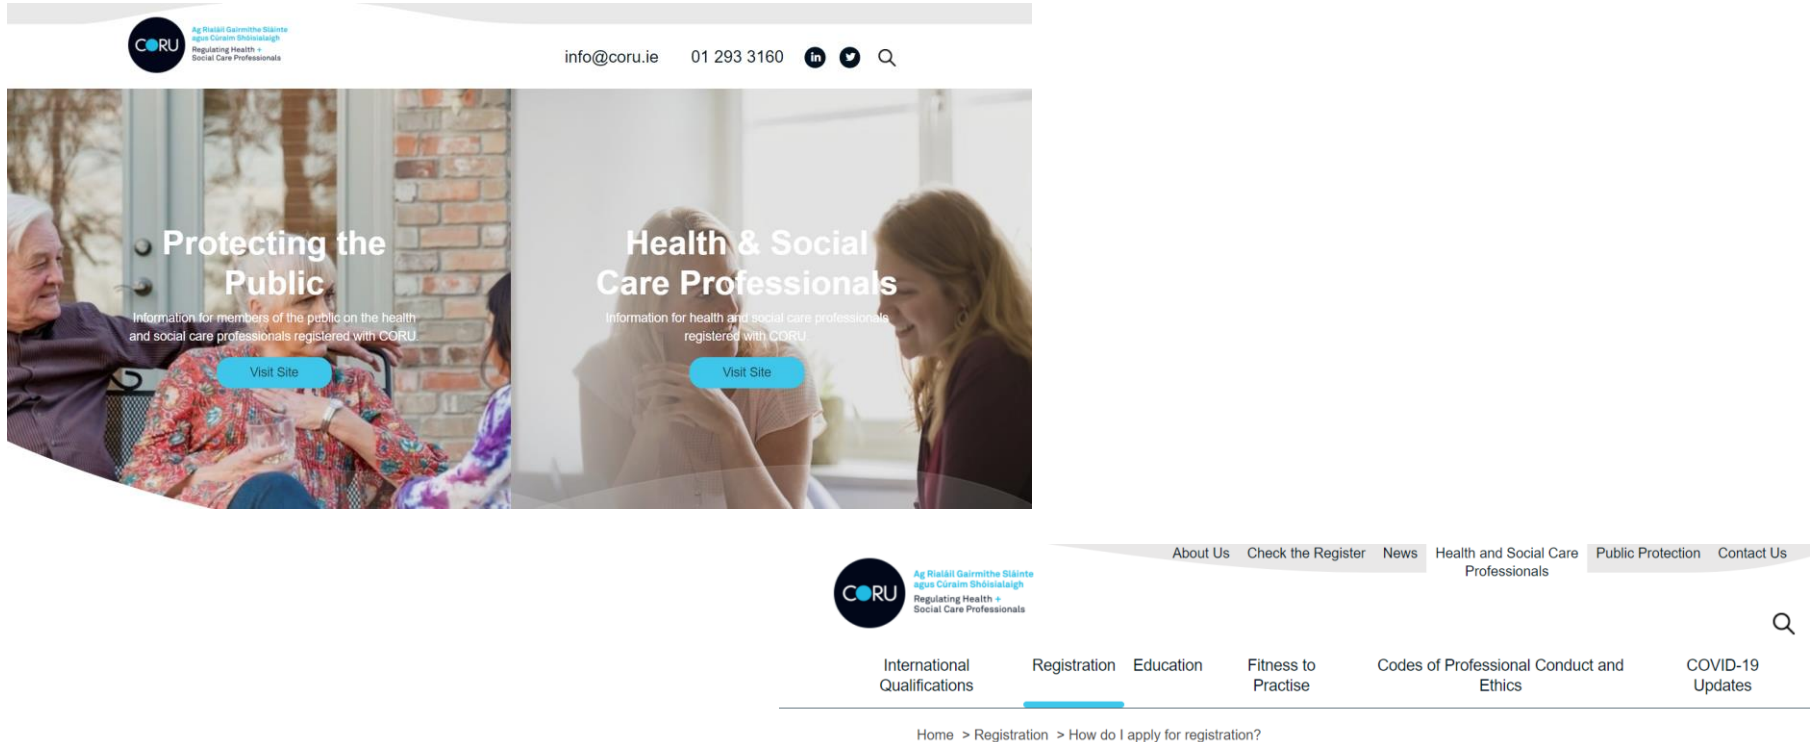 CORU
Ag Rialáil Gairmithe Sláinte
agus Cúraim Shóisialaigh
Regulating Health +
Social Care Professionals
info@coru.ie 01 293 3160
in
Protecting the
Public
Information for members of the public on the health
and social care professionals registered with CORU.
Visit Site
Health & Social
Care Professionals
Information for health and social care professionals
registered with CORU
Visit Site
About Us Check the Register News Health and Social Care Professionals Public Protection Contact Us
CORU
Ag Rialáil Gairmithe Sláinte
agus Cúraim Shóisialaigh
Regulating Health +
Social Care Professionals
International Qualifications Registration Education Fitness to Practise Codes of Professional Conduct and Ethics COVID-19 Updates
Home > Registration > How do I apply for registration?